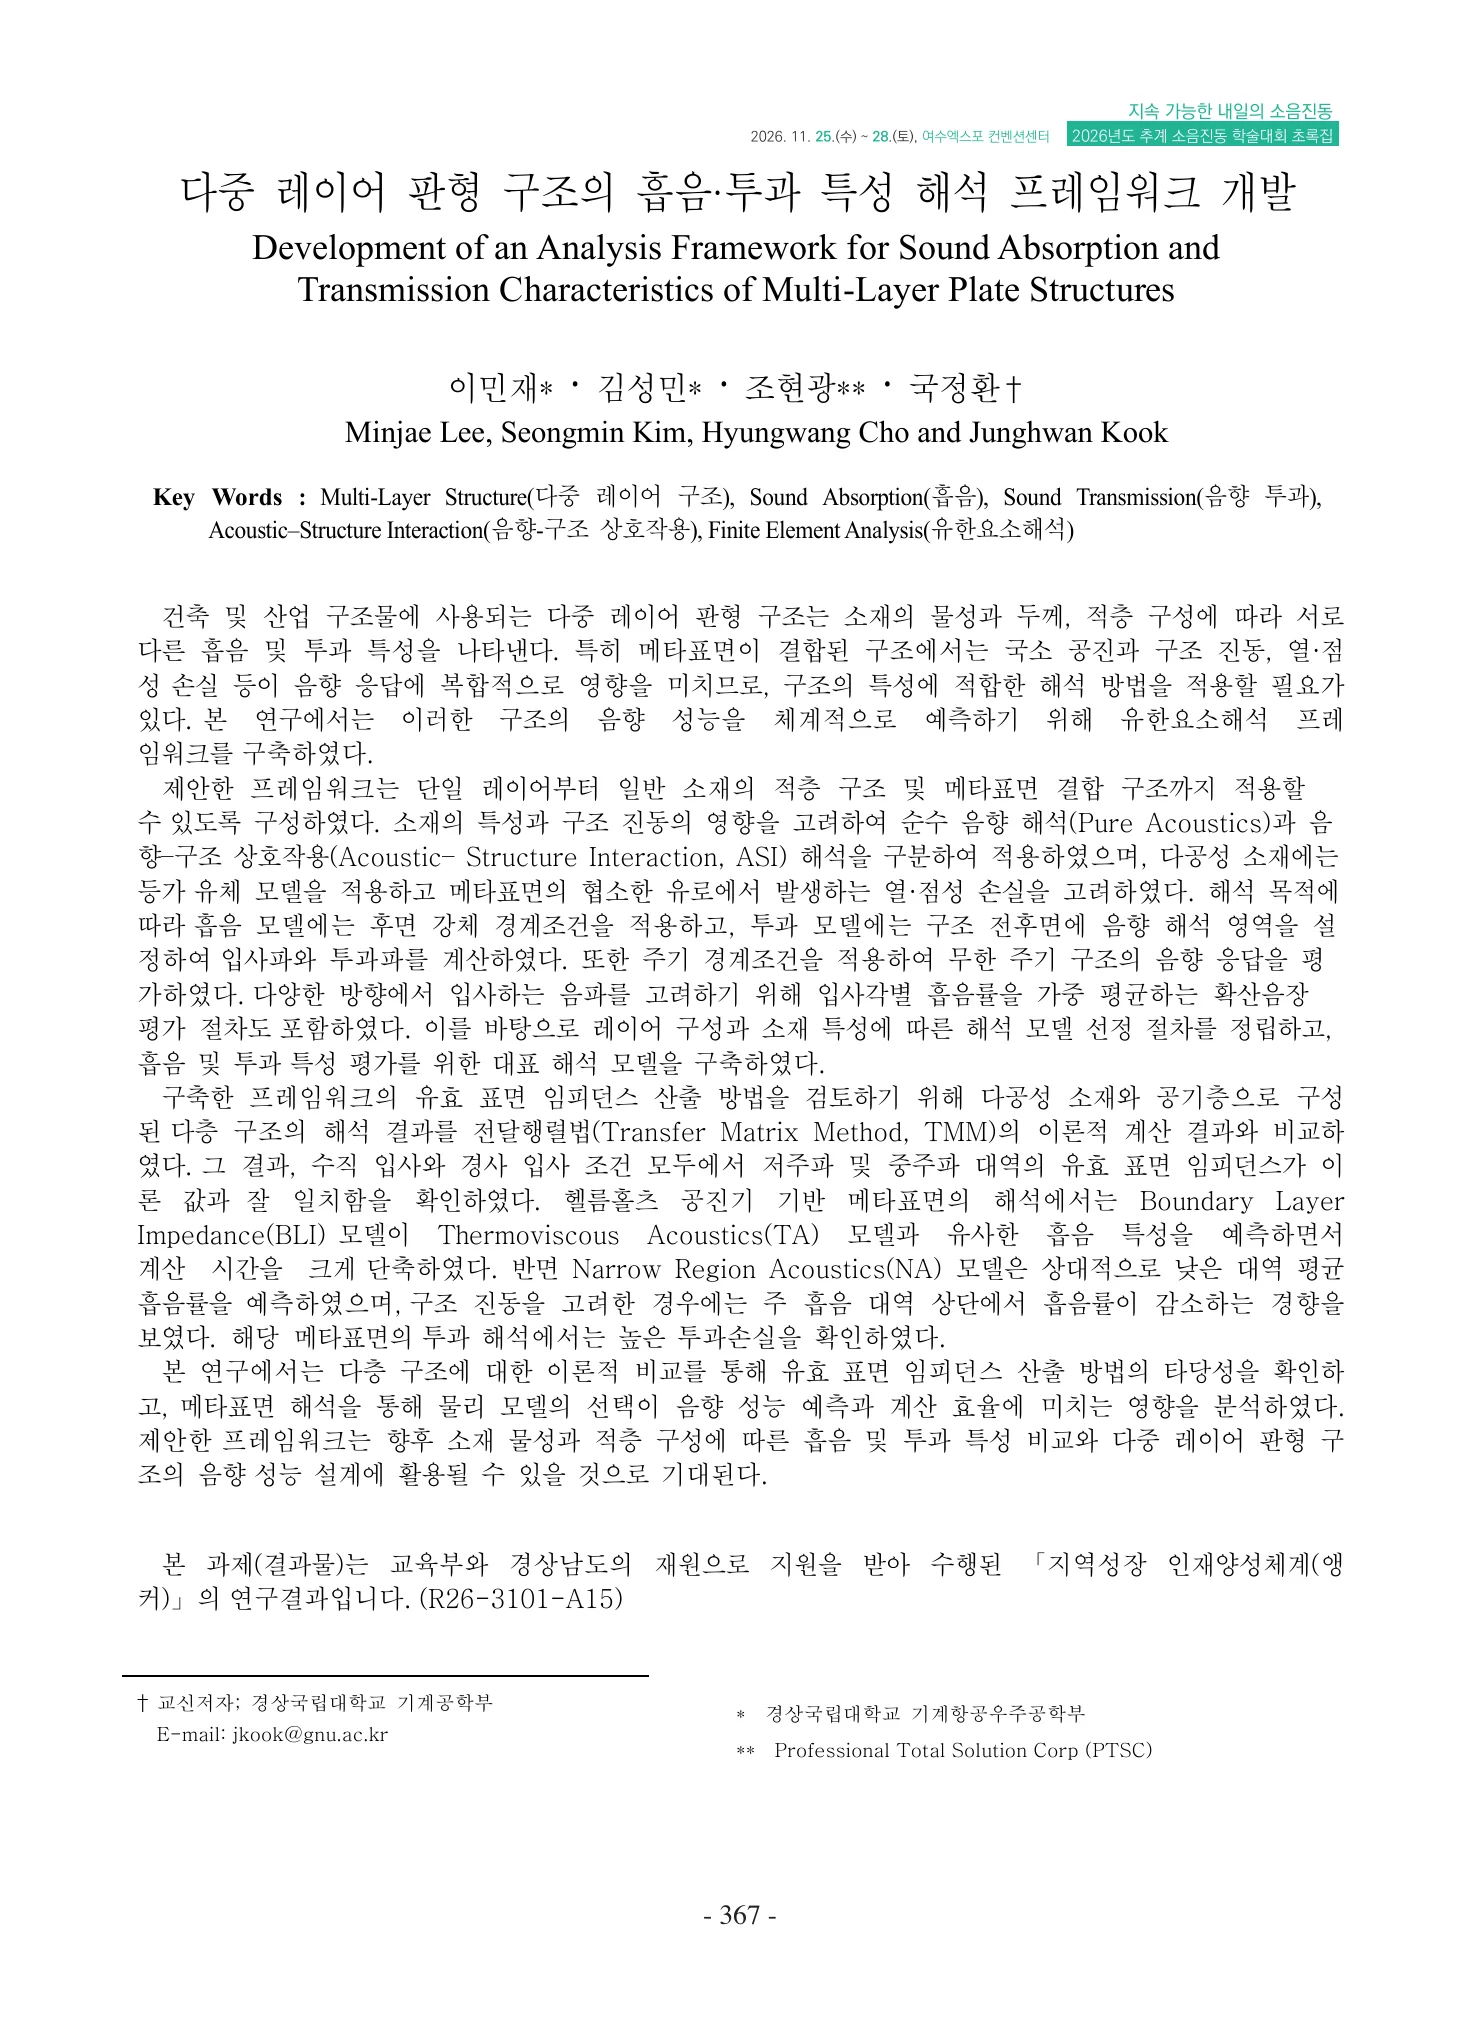 지속 가능한 내일의 소음진동
2026. 11. 25.(수) ~ 28.(토), 여수엑스포 컨벤션센터 2026년도 추계 소음진동 학술대회 초록집
다중 레이어 판형 구조의 흡음·투과 특성 해석 프레임워크 개발
Development of an Analysis Framework for Sound Absorption and
Transmission Characteristics of Multi-Layer Plate Structures
이민재* · 김성민* · 조현광** · 국정환†
Minjae Lee, Seongmin Kim, Hyungwang Cho and Junghwan Kook
Key Words : Multi-Layer Structure(다중 레이어 구조), Sound Absorption(흡음), Sound Transmission(음향 투과),
Acoustic–Structure Interaction(음향-구조 상호작용), Finite Element Analysis(유한요소해석)
건축 및 산업 구조물에 사용되는 다중 레이어 판형 구조는 소재의 물성과 두께, 적층 구성에 따라 서로
다른 흡음 및 투과 특성을 나타낸다. 특히 메타표면이 결합된 구조에서는 국소 공진과 구조 진동, 열·점
성 손실 등이 음향 응답에 복합적으로 영향을 미치므로, 구조의 특성에 적합한 해석 방법을 적용할 필요가
있다. 본 연구에서는 이러한 구조의 음향 성능을 체계적으로 예측하기 위해 유한요소해석 프레
임워크를 구축하였다.
제안한 프레임워크는 단일 레이어부터 일반 소재의 적층 구조 및 메타표면 결합 구조까지 적용할
수 있도록 구성하였다. 소재의 특성과 구조 진동의 영향을 고려하여 순수 음향 해석(Pure Acoustics)과 음
향–구조 상호작용(Acoustic– Structure Interaction, ASI) 해석을 구분하여 적용하였으며, 다공성 소재에는
등가 유체 모델을 적용하고 메타표면의 협소한 유로에서 발생하는 열·점성 손실을 고려하였다. 해석 목적에
따라 흡음 모델에는 후면 강체 경계조건을 적용하고, 투과 모델에는 구조 전후면에 음향 해석 영역을 설
정하여 입사파와 투과파를 계산하였다. 또한 주기 경계조건을 적용하여 무한 주기 구조의 음향 응답을 평
가하였다. 다양한 방향에서 입사하는 음파를 고려하기 위해 입사각별 흡음률을 가중 평균하는 확산음장
평가 절차도 포함하였다. 이를 바탕으로 레이어 구성과 소재 특성에 따른 해석 모델 선정 절차를 정립하고,
흡음 및 투과 특성 평가를 위한 대표 해석 모델을 구축하였다.
구축한 프레임워크의 유효 표면 임피던스 산출 방법을 검토하기 위해 다공성 소재와 공기층으로 구성
된 다층 구조의 해석 결과를 전달행렬법(Transfer Matrix Method, TMM)의 이론적 계산 결과와 비교하
였다. 그 결과, 수직 입사와 경사 입사 조건 모두에서 저주파 및 중주파 대역의 유효 표면 임피던스가 이
론 값과 잘 일치함을 확인하였다. 헬름홀츠 공진기 기반 메타표면의 해석에서는 Boundary Layer
Impedance(BLI) 모델이 Thermoviscous Acoustics(TA) 모델과 유사한 흡음 특성을 예측하면서
계산 시간을 크게 단축하였다. 반면 Narrow Region Acoustics(NA) 모델은 상대적으로 낮은 대역 평균
흡음률을 예측하였으며, 구조 진동을 고려한 경우에는 주 흡음 대역 상단에서 흡음률이 감소하는 경향을
보였다. 해당 메타표면의 투과 해석에서는 높은 투과손실을 확인하였다.
본 연구에서는 다층 구조에 대한 이론적 비교를 통해 유효 표면 임피던스 산출 방법의 타당성을 확인하
고, 메타표면 해석을 통해 물리 모델의 선택이 음향 성능 예측과 계산 효율에 미치는 영향을 분석하였다.
제안한 프레임워크는 향후 소재 물성과 적층 구성에 따른 흡음 및 투과 특성 비교와 다중 레이어 판형 구
조의 음향 성능 설계에 활용될 수 있을 것으로 기대된다.
본 과제(결과물)는 교육부와 경상남도의 재원으로 지원을 받아 수행된 「지역성장 인재양성체계(앵
커)」의 연구결과입니다. (R26-3101-A15)
† 교신저자; 경상국립대학교 기계공학부
E-mail: jkook@gnu.ac.kr
* 경상국립대학교 기계항공우주공학부
** Professional Total Solution Corp (PTSC)
- 367 -